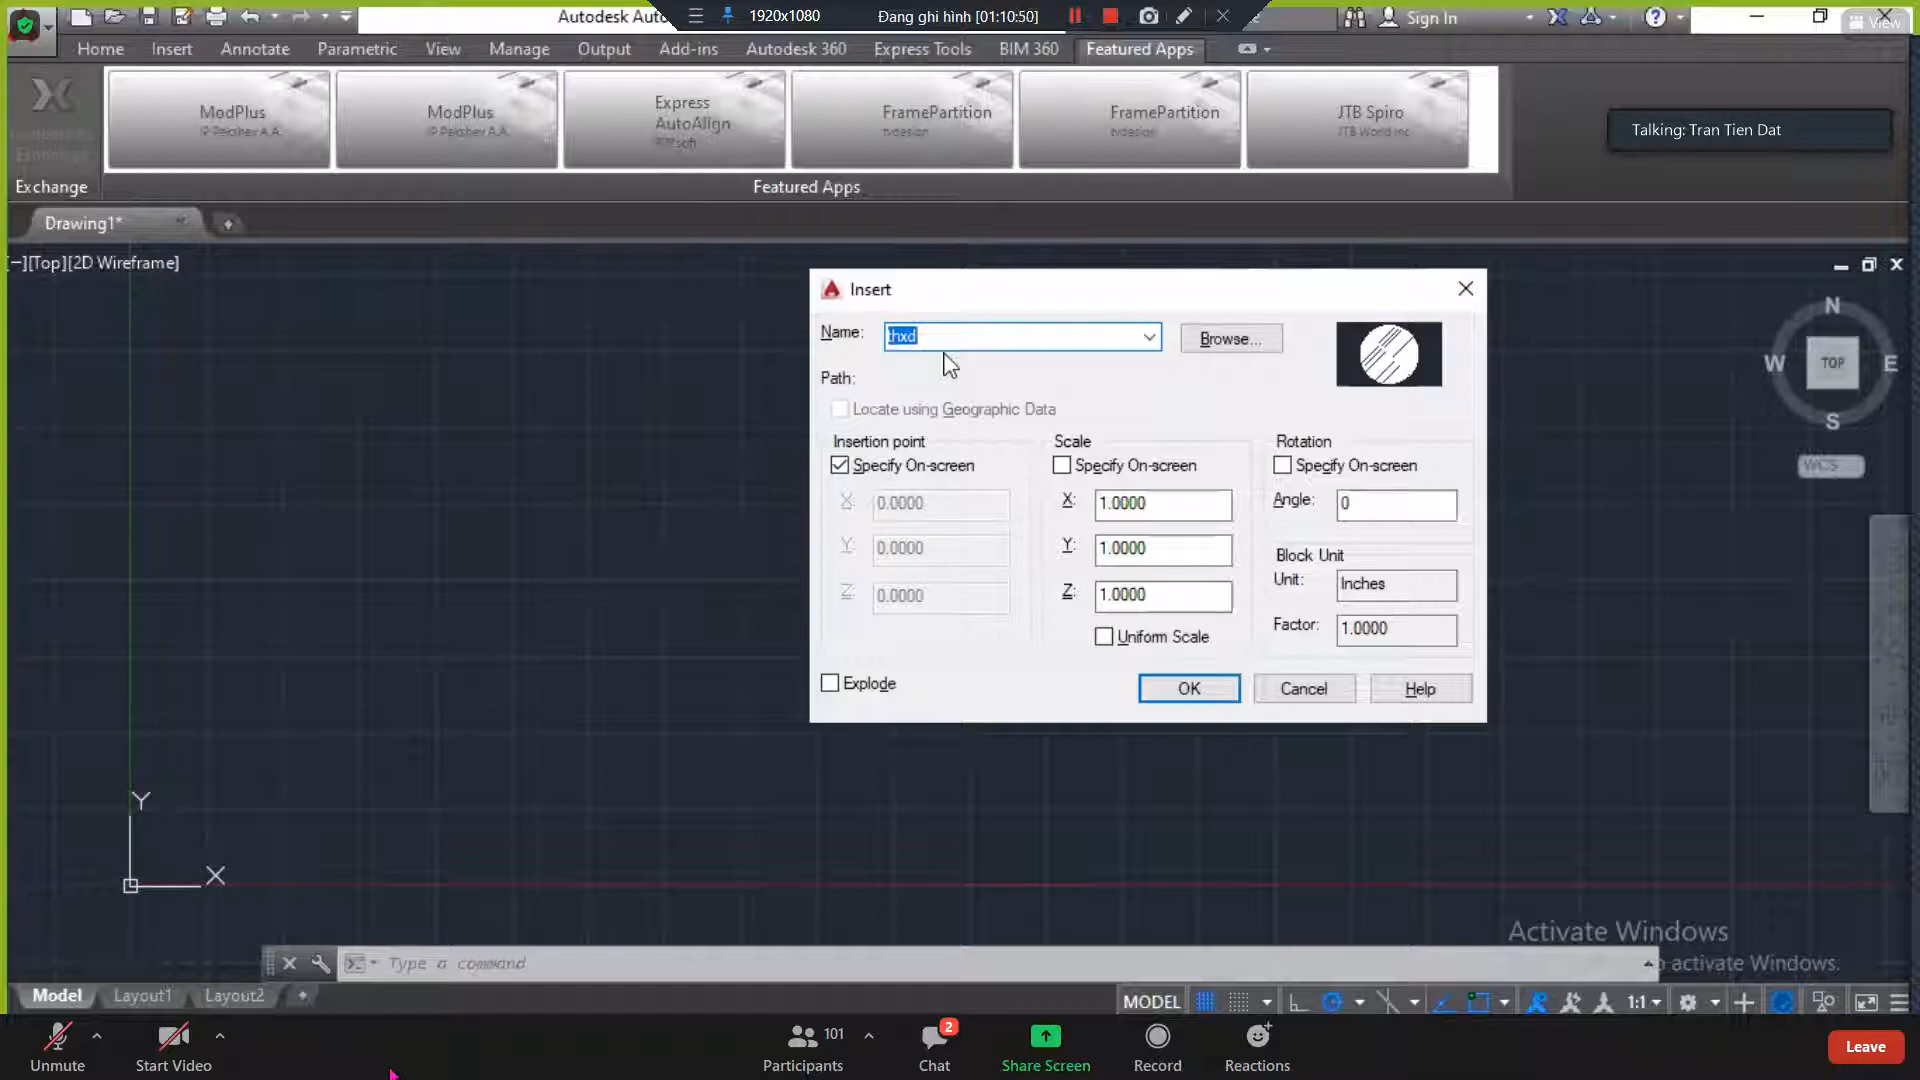 Autodesk Auto
1920x1080
Đang ghi hình [01:10:50]
Sign In
View
Home
Insert
Annotate
Parametric
View
Manage
Output
Add-ins
Autodesk 360
Express Tools
BIM 360
Featured Apps
ModPlus
ModPlus
Express
AutoAlign
FramePartition
FramePartition
JTB Spiro
JTB World Inc
Talking: Tran Tien Dat
Exchange
Featured Apps
Drawing1*
[−][Top][2D Wireframe]
Insert
Name:
thxd
Browse...
Path:
Locate using Geographic Data
Insertion point
Scale
Rotation
Specify On-screen
Specify On-screen
Specify On-screen
X:
0.0000
X:
1.0000
Angle:
0
Y:
0.0000
Y:
1.0000
Block Unit
Unit:
Inches
Z:
0.0000
Z:
1.0000
Factor:
1.0000
Uniform Scale
Explode
OK
Cancel
Help
N
W
TOP
E
S
WCS
Y
X
Activate Windows
o activate Windows.
Type a command
Model
Layout1
Layout2
MODEL
1:1
Unmute
Start Video
Participants
101
Chat
2
Share Screen
Record
Reactions
Leave